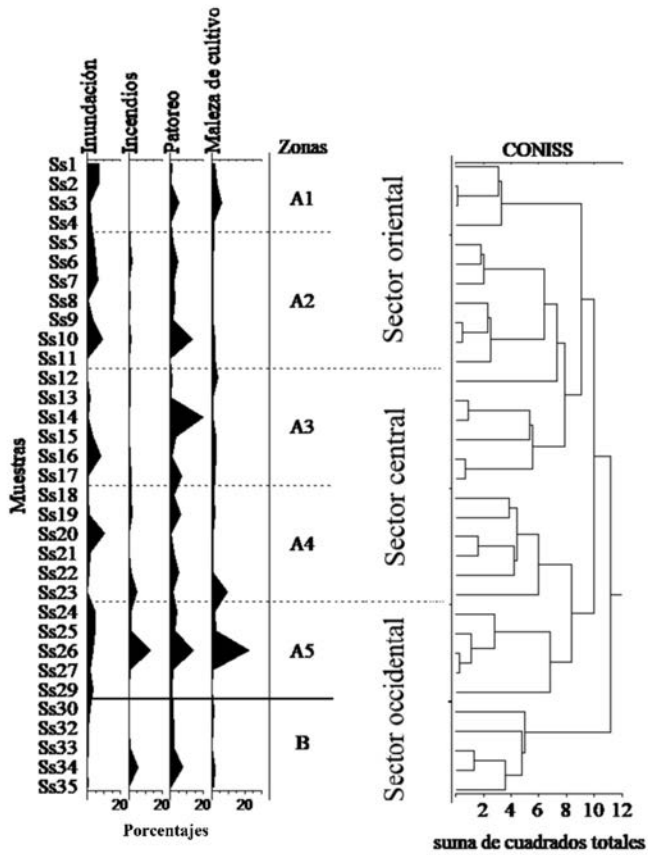 Inundación
Incendios
Patoreo
Maleza de cultivo
Zonas
CONISS
Muestras
Ss1
Ss2
Ss3
Ss4
Ss5
Ss6
Ss7
Ss8
Ss9
Ss10
Ss11
Ss12
Ss13
Ss14
Ss15
Ss16
Ss17
Ss18
Ss19
Ss20
Ss21
Ss22
Ss23
Ss24
Ss25
Ss26
Ss27
Ss29
Ss30
Ss32
Ss33
Ss34
Ss35
A1
A2
A3
A4
A5
B
Sector oriental
Sector central
Sector occidental
20 20 20 20
Porcentajes
2 4 6 8 10 12
suma de cuadrados totales